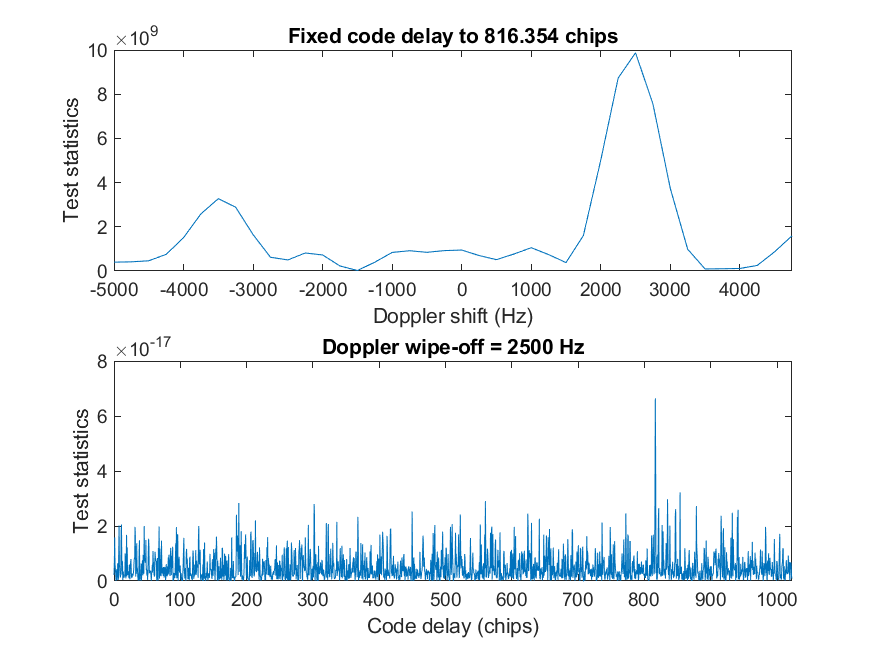 ×10^9
Fixed code delay to 816.354 chips
10
8
6
4
2
0
Test statistics
-5000 -4000 -3000 -2000 -1000 0 1000 2000 3000 4000
Doppler shift (Hz)
×10^-17
Doppler wipe-off = 2500 Hz
8
6
4
2
0
Test statistics
0 100 200 300 400 500 600 700 800 900 1000
Code delay (chips)